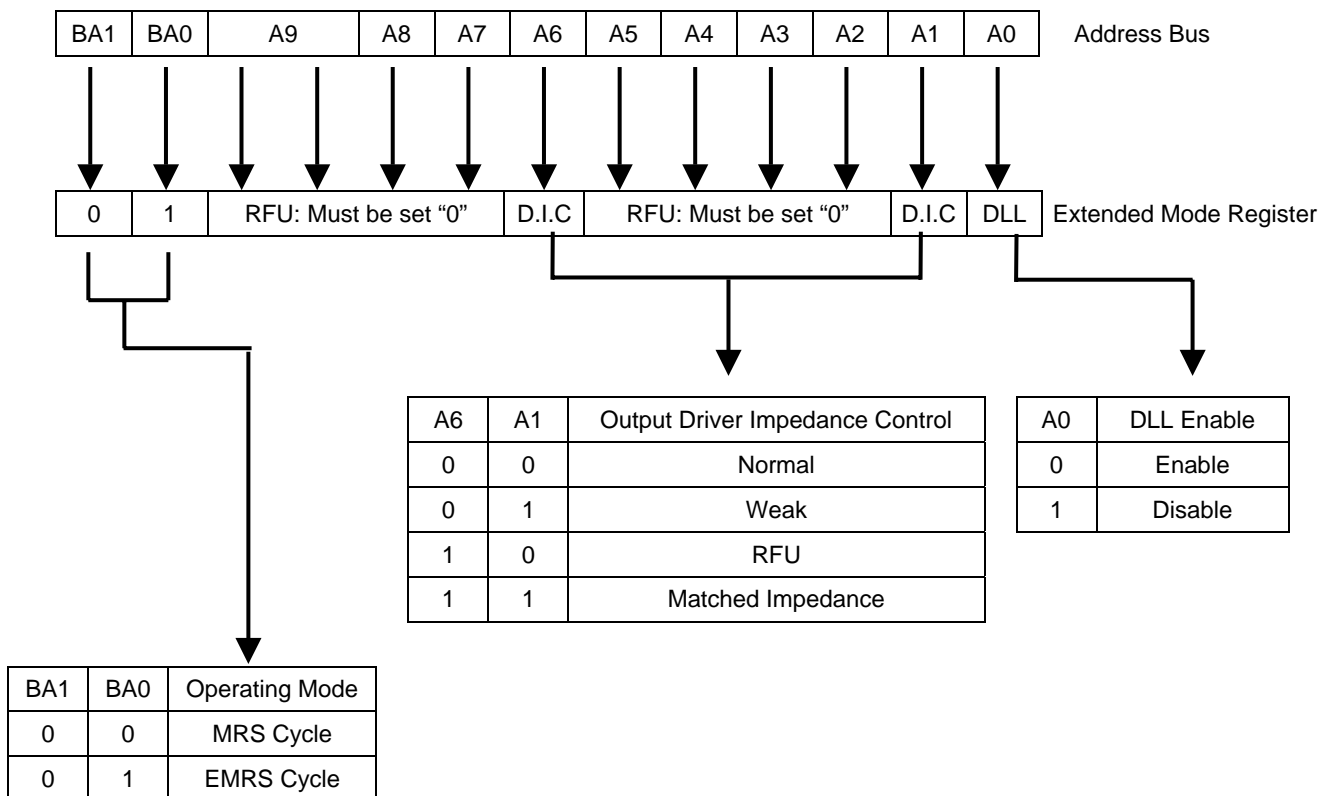 BA1 BA0 A9 A8 A7 A6 A5 A4 A3 A2 A1 A0 Address Bus
0 1 RFU: Must be set “0” D.I.C RFU: Must be set “0” D.I.C DLL Extended Mode Register
A6 A1 Output Driver Impedance Control
0 0 Normal
0 1 Weak
1 0 RFU
1 1 Matched Impedance
A0 DLL Enable
0 Enable
1 Disable
BA1 BA0 Operating Mode
0 0 MRS Cycle
0 1 EMRS Cycle